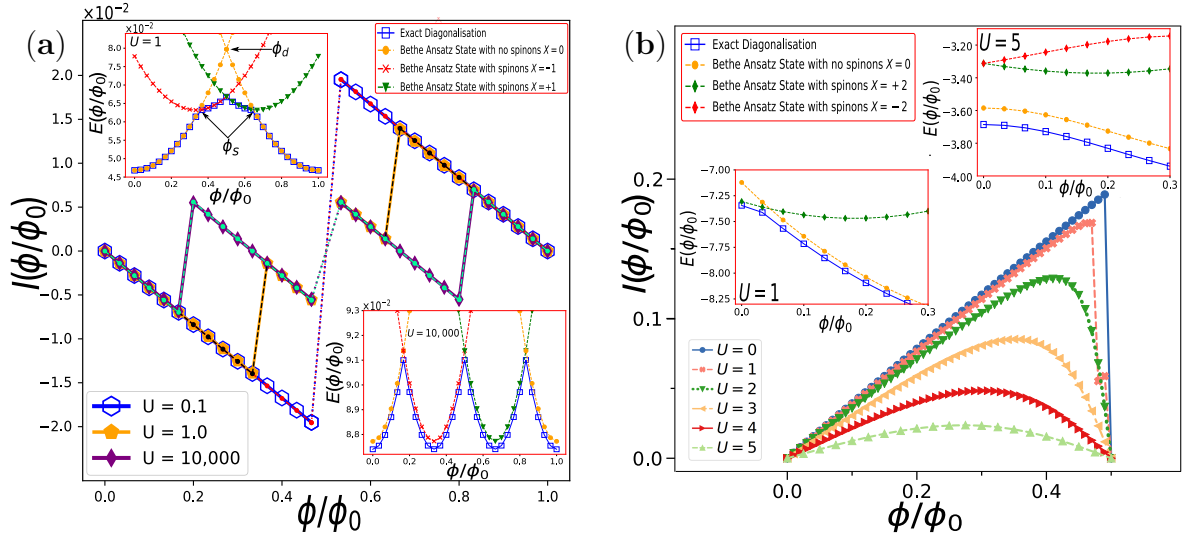 (a)
×10⁻²
I(ϕ/ϕ₀)
2.0
1.5
1.0
0.5
0.0
−0.5
−1.0
−1.5
−2.0
0.0 0.2 0.4 0.6 0.8 1.0
ϕ/ϕ₀
×10⁻²
U = 1
E(ϕ/ϕ₀)
8.0
7.5
7.0
6.5
6.0
5.5
5.0
4.5
0.0 0.2 0.4 0.6 0.8 1.0
ϕ/ϕ₀
ϕd
ϕs
Exact Diagonalisation
Bethe Ansatz State with no spinons X = 0
Bethe Ansatz State with spinons X = −1
Bethe Ansatz State with spinons X = +1
U = 0.1
U = 1.0
U = 10,000
×10⁻²
U = 10,000
E(ϕ/ϕ₀)
9.3
9.2
9.1
9.0
8.9
8.8
8.7
0.0 0.2 0.4 0.6 0.8 1.0
ϕ/ϕ₀
(b)
I(ϕ/ϕ₀)
0.2
0.1
0.0
0.0 0.2 0.4
ϕ/ϕ₀
Exact Diagonalisation
Bethe Ansatz State with no spinons X = 0
Bethe Ansatz State with spinons X = +2
Bethe Ansatz State with spinons X = −2
U = 5
E(ϕ/ϕ₀)
−3.20
−3.40
−3.60
−3.80
−4.00
0.0 0.1 0.2 0.3
ϕ/ϕ₀
U = 1
E(ϕ/ϕ₀)
−7.00
−7.25
−7.50
−7.75
−8.00
−8.25
0.0 0.1 0.2 0.3
ϕ/ϕ₀
U = 0
U = 1
U = 2
U = 3
U = 4
U = 5